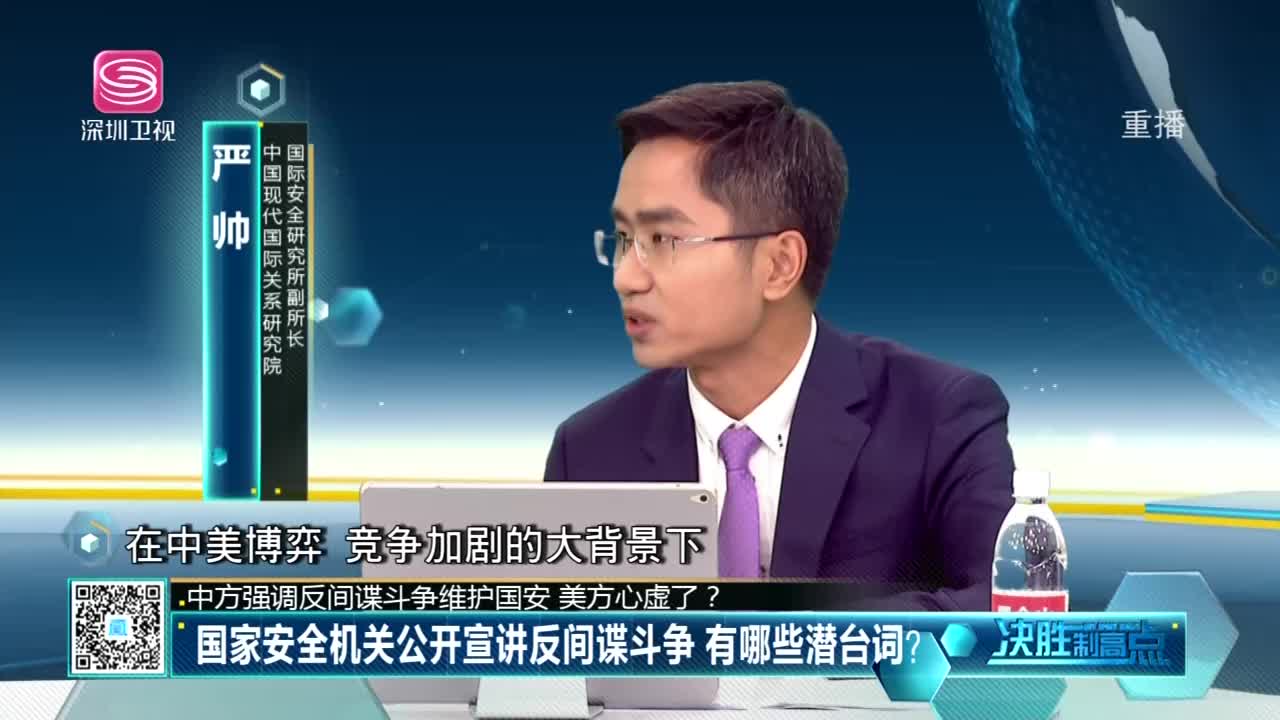 深圳卫视
重播
严帅
国际安全研究所副所长
中国现代国际关系研究院
在中美博弈 竞争加剧的大背景下
中方强调反间谍斗争维护国安 美方心虚了？
国家安全机关公开宣讲反间谍斗争 有哪些潜台词？
决胜制高点